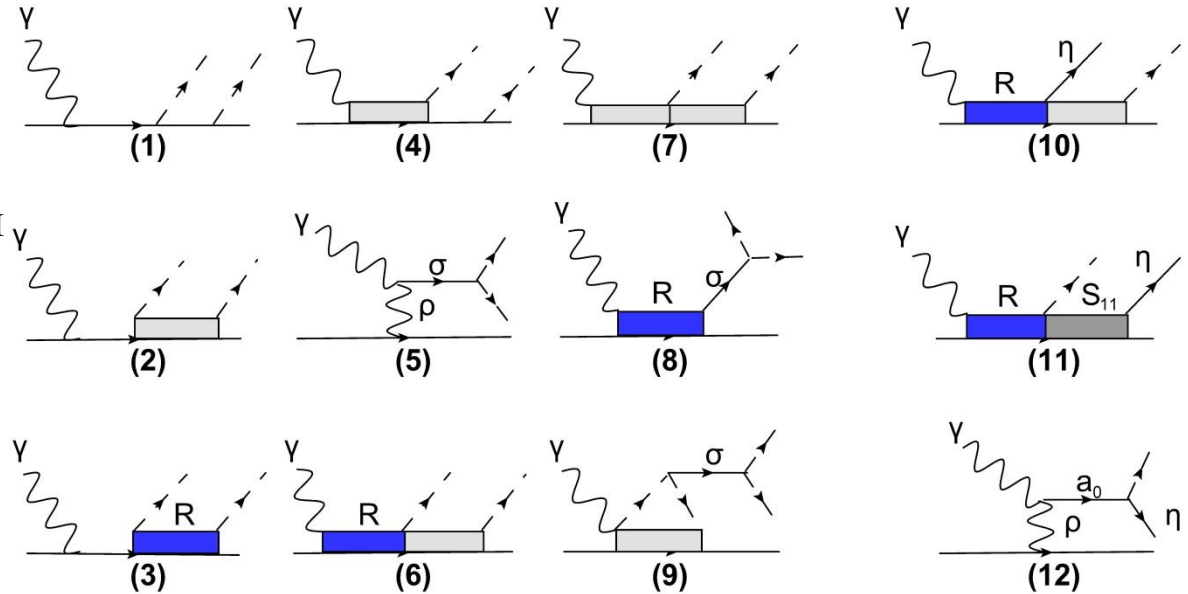 γ γ γ γ
η
R
(1) (4) (7) (10)
γ γ γ γ
σ σ η
ρ R R S₁₁
(2) (5) (8) (11)
γ γ γ γ
σ a₀
R R ρ η
(3) (6) (9) (12)